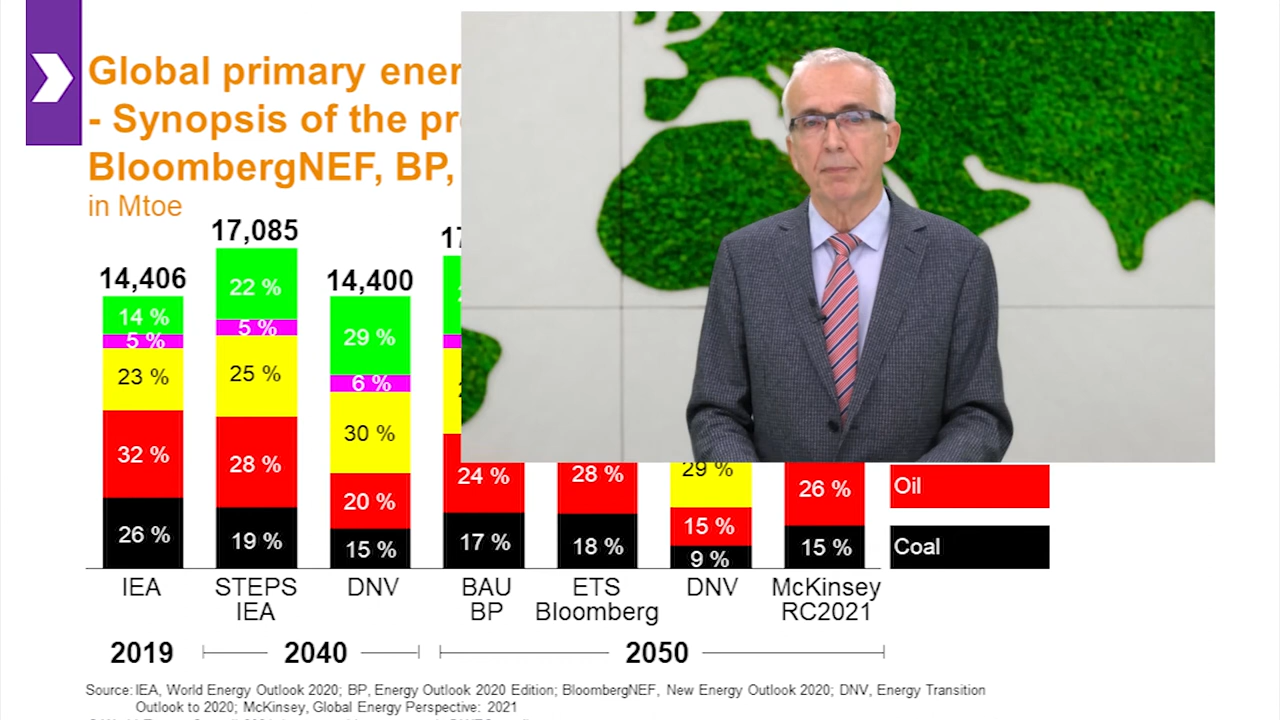 Global primary
- Synopsis of the
BloombergNEF, BP,
in Mtoe
17,085
14,406
14,400
22 %
14 %
5 %
5 %
29 %
6 %
23 %
25 %
30 %
32 %
28 %
20 %
24 %
28 %
29 %
26 %
Oil
15 %
26 %
19 %
15 %
17 %
18 %
9 %
15 %
Coal
IEA
STEPS
IEA
DNV
BAU
BP
ETS
Bloomberg
DNV
McKinsey
RC2021
2019
2040
2050
Source: IEA, World Energy Outlook 2020; BP, Energy Outlook 2020 Edition; BloombergNEF, New Energy Outlook 2020; DNV, Energy Transition
Outlook to 2020; McKinsey, Global Energy Perspective: 2021